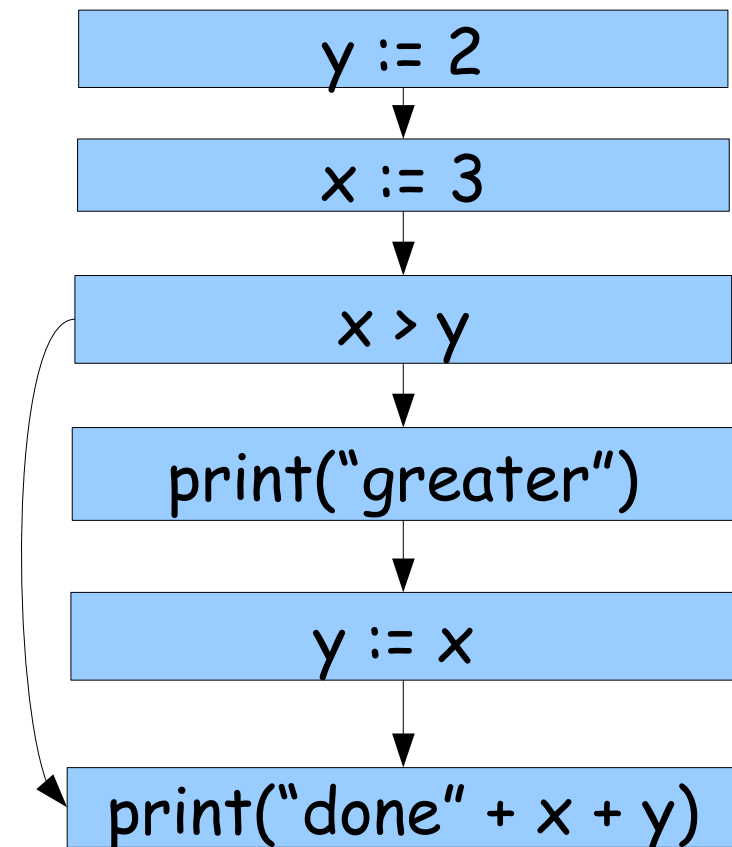 y := 2
x := 3
x > y
print(“greater”)
y := x
print(“done” + x + y)